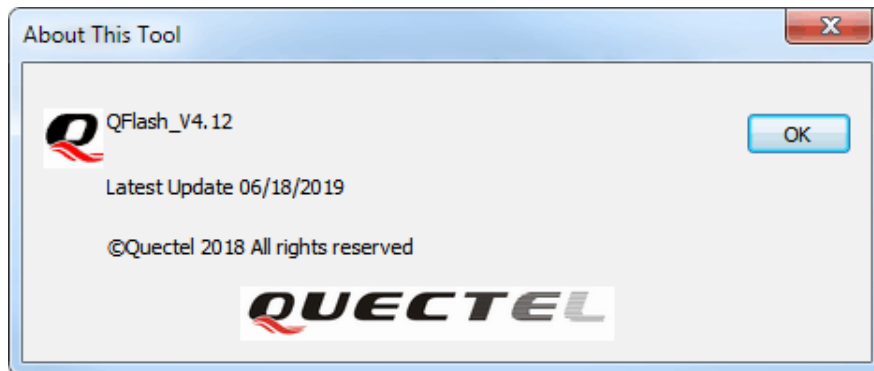 About This Tool
QFlash_V4.12
OK
Latest Update 06/18/2019
©Quectel 2018 All rights reserved
QUECTEL